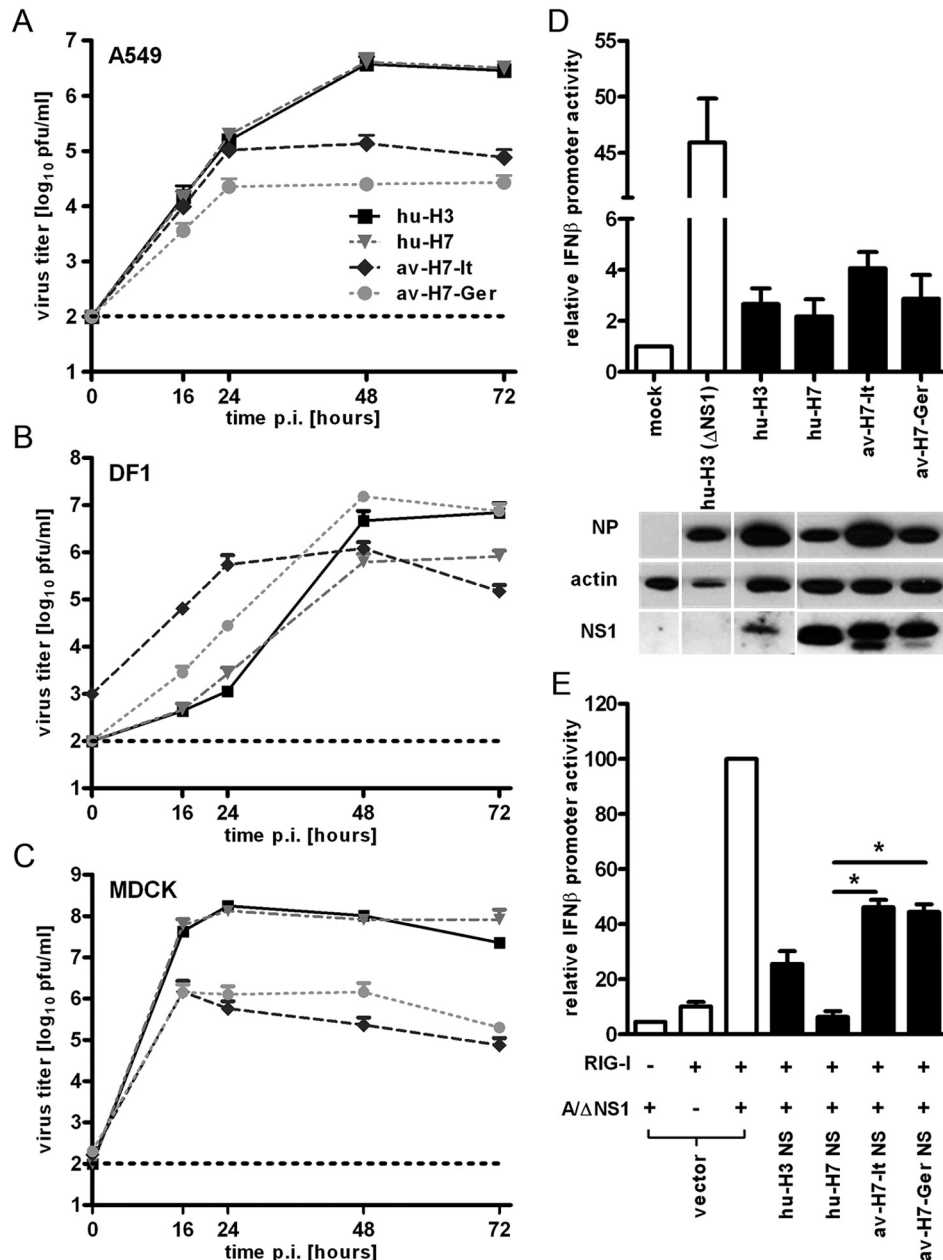 A
A549
virus titer [log10 pfu/ml]
7
6
5
4
3
2
1
hu-H3
hu-H7
av-H7-It
av-H7-Ger
0 16 24 48 72
time p.i. [hours]
B
DF1
virus titer [log10 pfu/ml]
8
7
6
5
4
3
2
1
0 16 24 48 72
time p.i. [hours]
C
MDCK
virus titer [log10 pfu/ml]
9
8
7
6
5
4
3
2
1
0 16 24 48 72
time p.i. [hours]
D
relative IFNβ promoter activity
55
50
45
6
4
2
0
mock
hu-H3 (ΔNS1)
hu-H3
hu-H7
av-H7-It
av-H7-Ger
NP
actin
NS1
E
relative IFNβ promoter activity
120
100
80
60
40
20
0
*
*
RIG-I - + + + + + +
A/ΔNS1 + - + + + + +
vector
hu-H3 NS
hu-H7 NS
av-H7-It NS
av-H7-Ger NS